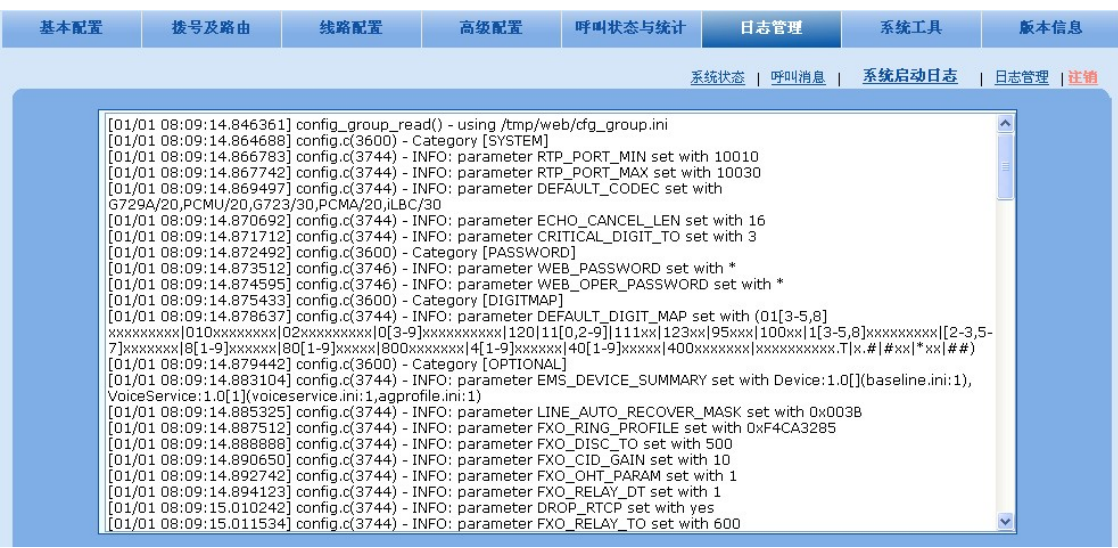 基本配置 拨号及路由 线路配置 高级配置 呼叫状态与统计 日志管理 系统工具 版本信息
系统状态 | 呼叫消息 | 系统启动日志 | 日志管理 | 注销
[01/01 08:09:14.846361] config_group_read() - using /tmp/web/cfg_group.ini
[01/01 08:09:14.864688] config.c(3600) - Category [SYSTEM]
[01/01 08:09:14.866783] config.c(3744) - INFO: parameter RTP_PORT_MIN set with 10010
[01/01 08:09:14.867742] config.c(3744) - INFO: parameter RTP_PORT_MAX set with 10030
[01/01 08:09:14.869497] config.c(3744) - INFO: parameter DEFAULT_CODEC set with
G729A/20,PCMU/20,G723/30,PCMA/20,iLBC/30
[01/01 08:09:14.870692] config.c(3744) - INFO: parameter ECHO_CANCEL_LEN set with 16
[01/01 08:09:14.871712] config.c(3744) - INFO: parameter CRITICAL_DIGIT_TO set with 3
[01/01 08:09:14.872492] config.c(3600) - Category [PASSWORD]
[01/01 08:09:14.873512] config.c(3746) - INFO: parameter WEB_PASSWORD set with *
[01/01 08:09:14.874595] config.c(3746) - INFO: parameter WEB_OPER_PASSWORD set with *
[01/01 08:09:14.875433] config.c(3600) - Category [DIGITMAP]
[01/01 08:09:14.878637] config.c(3744) - INFO: parameter DEFAULT_DIGIT_MAP set with (01[3-5,8]
xxxxxxxxx|010xxxxxxxx|02xxxxxxxxx|0[3-9]xxxxxxxxxx|120|11[0,2-9]|111xx|123xx|95xxx|100xx|1[3-5,8]xxxxxxxxx|[2-3,5-
7]xxxxxxx|8[1-9]xxxxxx|80[1-9]xxxxx|800xxxxxxx|4[1-9]xxxxxx|40[1-9]xxxxx|400xxxxxxx|xxxxxxxxxx.T|x.#|#xx|*xx|##)
[01/01 08:09:14.879442] config.c(3600) - Category [OPTIONAL]
[01/01 08:09:14.883104] config.c(3744) - INFO: parameter EMS_DEVICE_SUMMARY set with Device:1.0[](baseline.ini:1),
VoiceService:1.0[1](voiceservice.ini:1,agprofile.ini:1)
[01/01 08:09:14.885325] config.c(3744) - INFO: parameter LINE_AUTO_RECOVER_MASK set with 0x003B
[01/01 08:09:14.887512] config.c(3744) - INFO: parameter FXO_RING_PROFILE set with 0xF4CA3285
[01/01 08:09:14.888888] config.c(3744) - INFO: parameter FXO_DISC_TO set with 500
[01/01 08:09:14.890650] config.c(3744) - INFO: parameter FXO_CID_GAIN set with 10
[01/01 08:09:14.892742] config.c(3744) - INFO: parameter FXO_OHT_PARAM set with 1
[01/01 08:09:14.894123] config.c(3744) - INFO: parameter FXO_RELAY_DT set with 1
[01/01 08:09:15.010242] config.c(3744) - INFO: parameter DROP_RTCP set with yes
[01/01 08:09:15.011534] config.c(3744) - INFO: parameter FXO_RELAY_TO set with 600